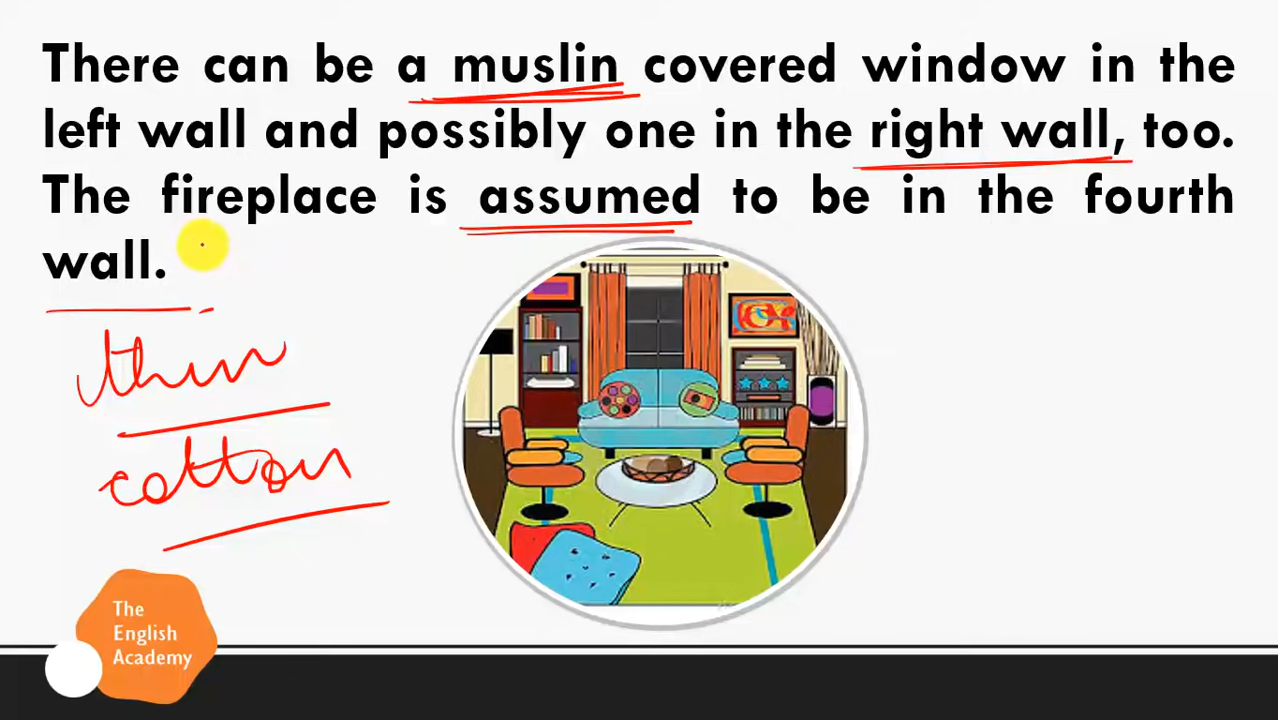 There can be a muslin covered window in the
left wall and possibly one in the right wall, too.
The fireplace is assumed to be in the fourth
wall.
thin
cotton
The
English
Academy